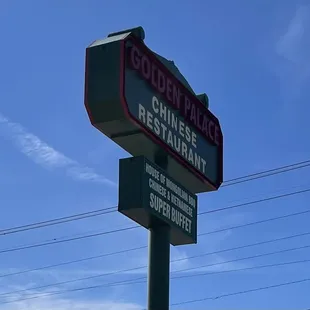 GOLDEN PALACE
CHINESE
RESTAURANT
HOUSE OF MONGOLIAN BBQ
CHINESE & VIETNAMESE
SUPER BUFFET